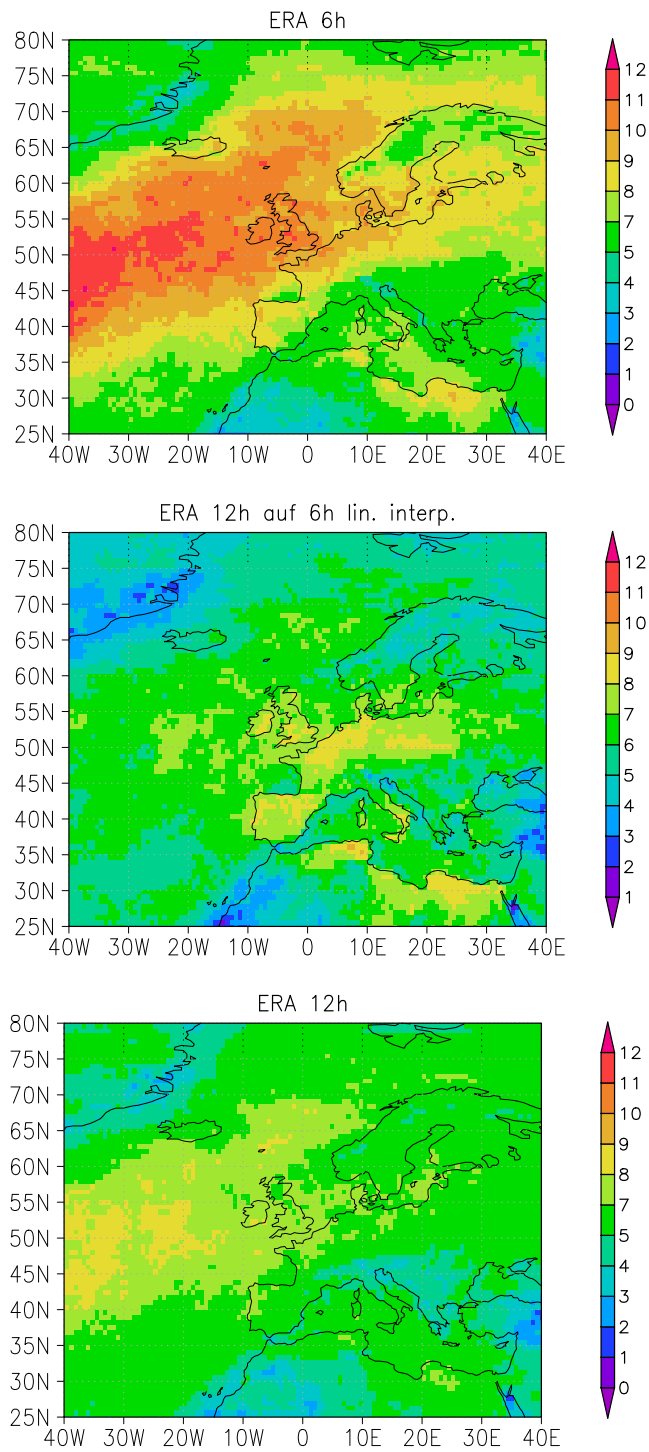 ERA 6h
80N
75N
70N
65N
60N
55N
50N
45N
40N
35N
30N
25N
40W 30W 20W 10W 0 10E 20E 30E 40E
12
11
10
9
8
7
5
4
3
2
1
0
ERA 12h auf 6h lin. interp.
80N
75N
70N
65N
60N
55N
50N
45N
40N
35N
30N
25N
40W 30W 20W 10W 0 10E 20E 30E 40E
12
11
10
9
8
7
6
5
4
3
2
1
ERA 12h
80N
75N
70N
65N
60N
55N
50N
45N
40N
35N
30N
25N
40W 30W 20W 10W 0 10E 20E 30E 40E
12
11
10
9
8
7
5
4
3
2
1
0